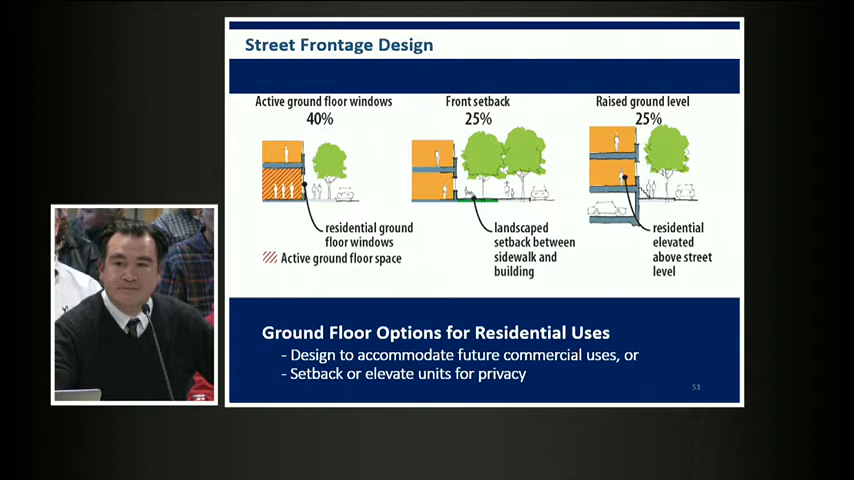 Street Frontage Design
Active ground floor windows
40%
Front setback
25%
Raised ground level
25%
residential ground
floor windows
Active ground floor space
landscaped
setback between
sidewalk and
building
residential
elevated
above street
level
Ground Floor Options for Residential Uses
- Design to accommodate future commercial uses, or
- Setback or elevate units for privacy
51